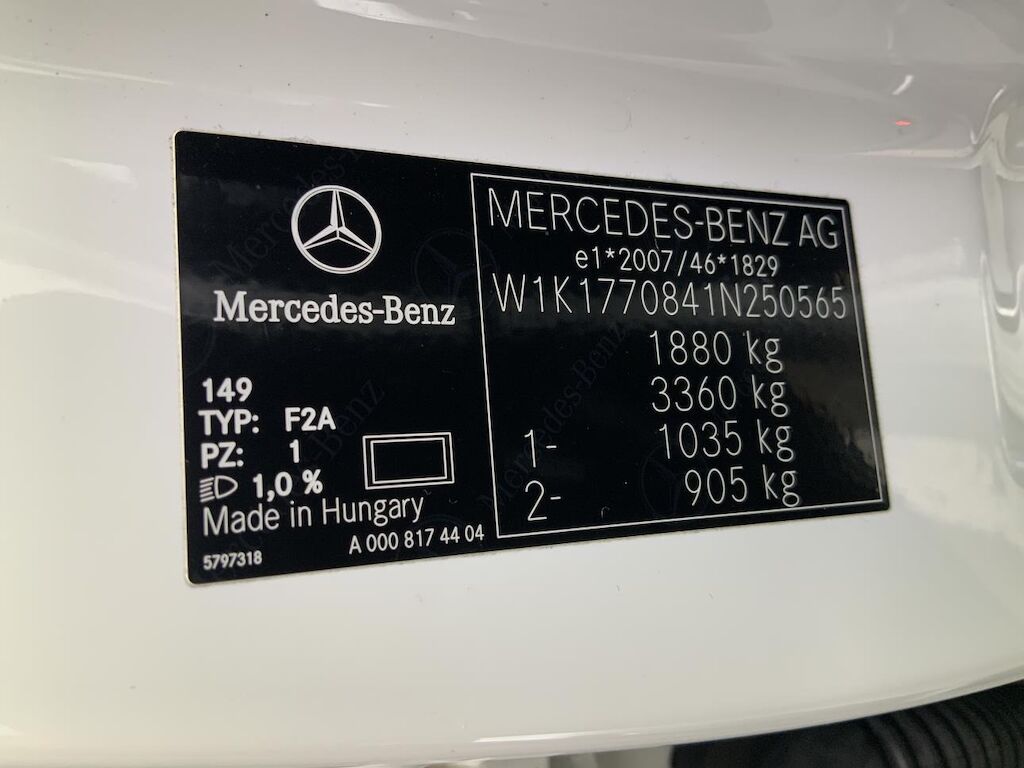 Mercedes-Benz
149
TYP: F2A
PZ: 1
1,0 %
Made in Hungary
5797318
A 000 817 44 04
MERCEDES-BENZ AG
e1*2007/46*1829
W1K1770841N250565
1880 kg
3360 kg
1- 1035 kg
2- 905 kg